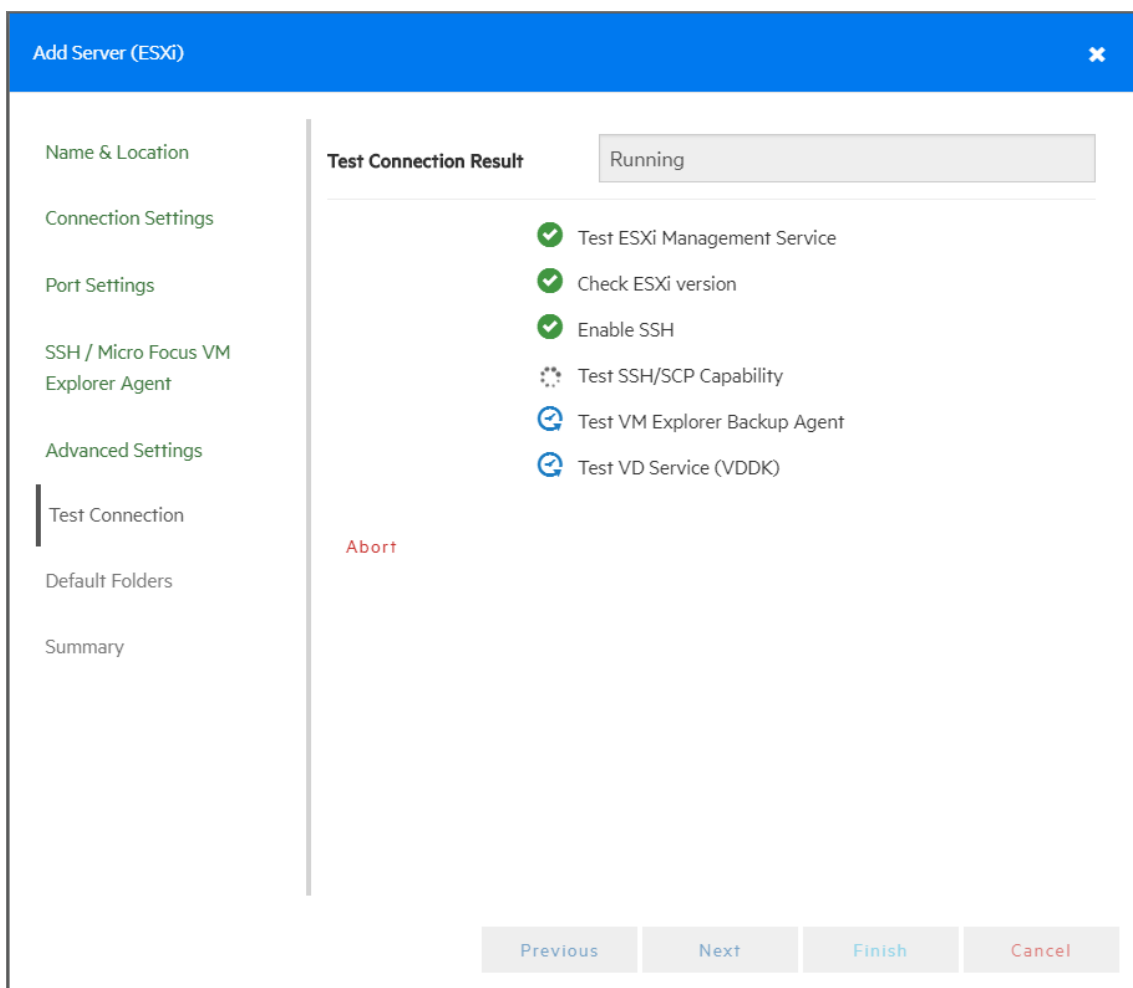 Add Server (ESXi)
Name & Location
Connection Settings
Port Settings
SSH / Micro Focus VM
Explorer Agent
Advanced Settings
Test Connection
Default Folders
Summary
Test Connection Result
Running
Test ESXi Management Service
Check ESXi version
Enable SSH
Test SSH/SCP Capability
Test VM Explorer Backup Agent
Test VD Service (VDDK)
Abort
Previous
Next
Finish
Cancel